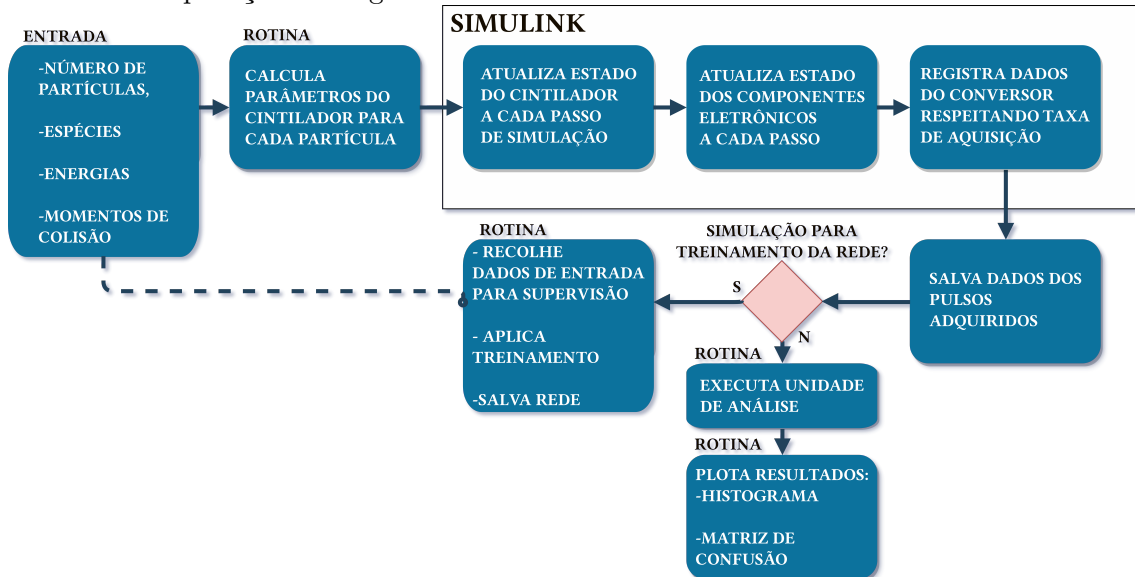 ENTRADA
-NÚMERO DE
PARTÍCULAS,
-ESPÉCIES
-ENERGIAS
-MOMENTOS DE
COLISÃO
ROTINA
CALCULA
PARÂMETROS DO
CINTILADOR PARA
CADA PARTÍCULA
SIMULINK
ATUALIZA ESTADO
DO CINTILADOR
A CADA PASSO
DE SIMULAÇÃO
ATUALIZA ESTADO
DOS COMPONENTES
ELETRÔNICOS
A CADA PASSO
REGISTRA DADOS
DO CONVERSOR
RESPEITANDO TAXA
DE AQUISIÇÃO
SALVA DADOS DOS
PULSOS
ADQUIRIDOS
SIMULAÇÃO PARA
TREINAMENTO DA REDE?
S
N
ROTINA
- RECOLHE
DADOS DE ENTRADA
PARA SUPERVISÃO
- APLICA
TREINAMENTO
-SALVA REDE
ROTINA
EXECUTA UNIDADE
DE ANÁLISE
ROTINA
PLOTA RESULTADOS:
-HISTOGRAMA
-MATRIZ DE
CONFUSÃO